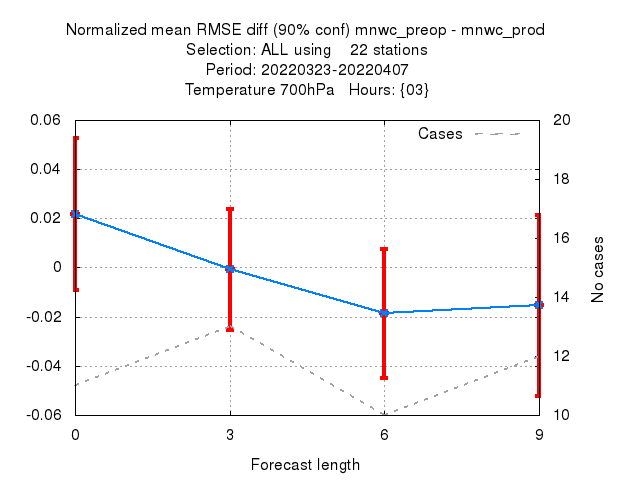 Normalized mean RMSE diff (90% conf) mnwc_preop - mnwc_prod
Selection: ALL using    22 stations
Period: 20220323-20220407
Temperature 700hPa   Hours: {03}
Cases
0.06
0.04
0.02
0
-0.02
-0.04
-0.06
20
18
16
14
12
10
No cases
0 3 6 9
Forecast length